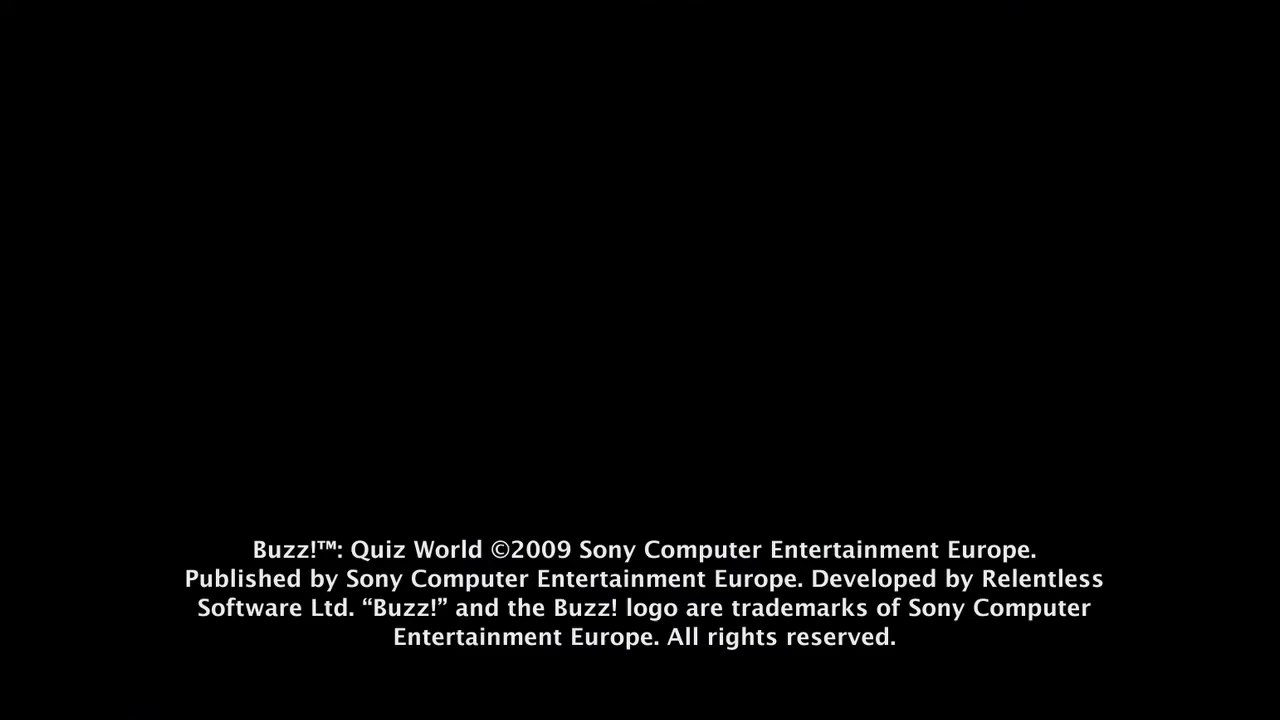 Buzz!™: Quiz World ©2009 Sony Computer Entertainment Europe.
Published by Sony Computer Entertainment Europe. Developed by Relentless
Software Ltd. “Buzz!” and the Buzz! logo are trademarks of Sony Computer
Entertainment Europe. All rights reserved.